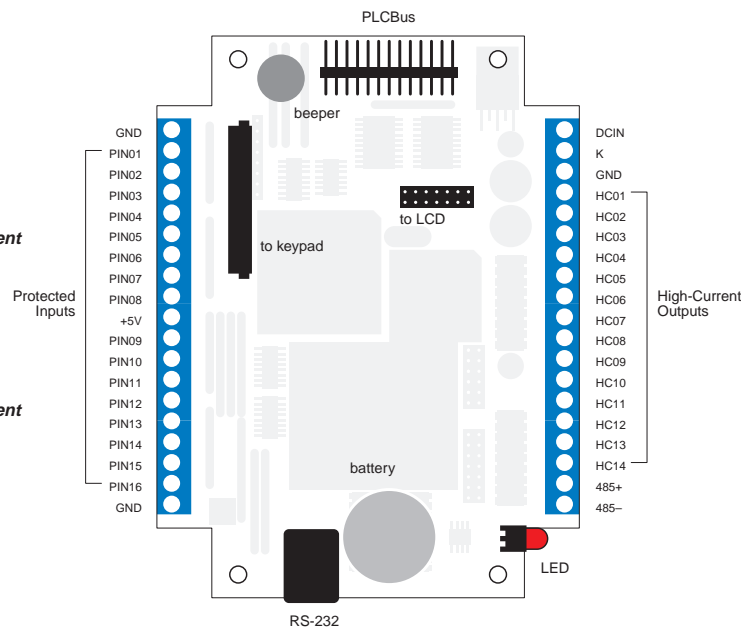 PLCBus
beeper
to LCD
to keypad
battery
RS-232
LED
GND
PIN01
PIN02
PIN03
PIN04
PIN05
PIN06
PIN07
PIN08
+5V
PIN09
PIN10
PIN11
PIN12
PIN13
PIN14
PIN15
PIN16
GND
Protected
Inputs
ent
ent
DCIN
K
GND
HC01
HC02
HC03
HC04
HC05
HC06
HC07
HC08
HC09
HC10
HC11
HC12
HC13
HC14
485+
485–
High-Current
Outputs